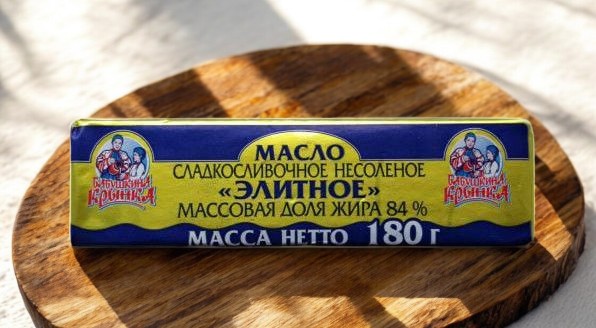 МАСЛО
СЛАДКОСЛИВОЧНОЕ НЕСОЛЕНОЕ
«ЭЛИТНОЕ»
МАССОВАЯ ДОЛЯ ЖИРА 84 %
МАССА НЕТТО 180 г
БАБУШКИНА
КРЫНКА
БАБУШКИНА
КРЫНКА